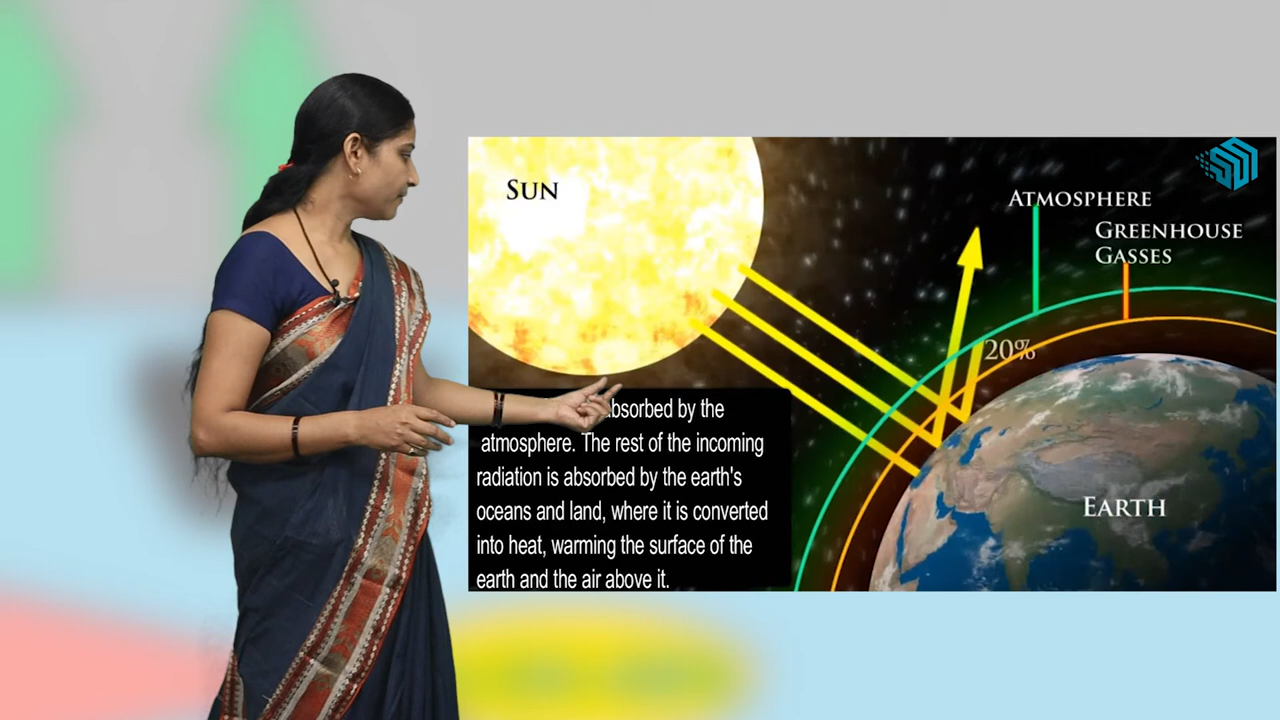 SUN
ATMOSPHERE
GREENHOUSE
GASSES
20%
absorbed by the
atmosphere. The rest of the incoming
radiation is absorbed by the earth's
oceans and land, where it is converted
into heat, warming the surface of the
earth and the air above it.
EARTH